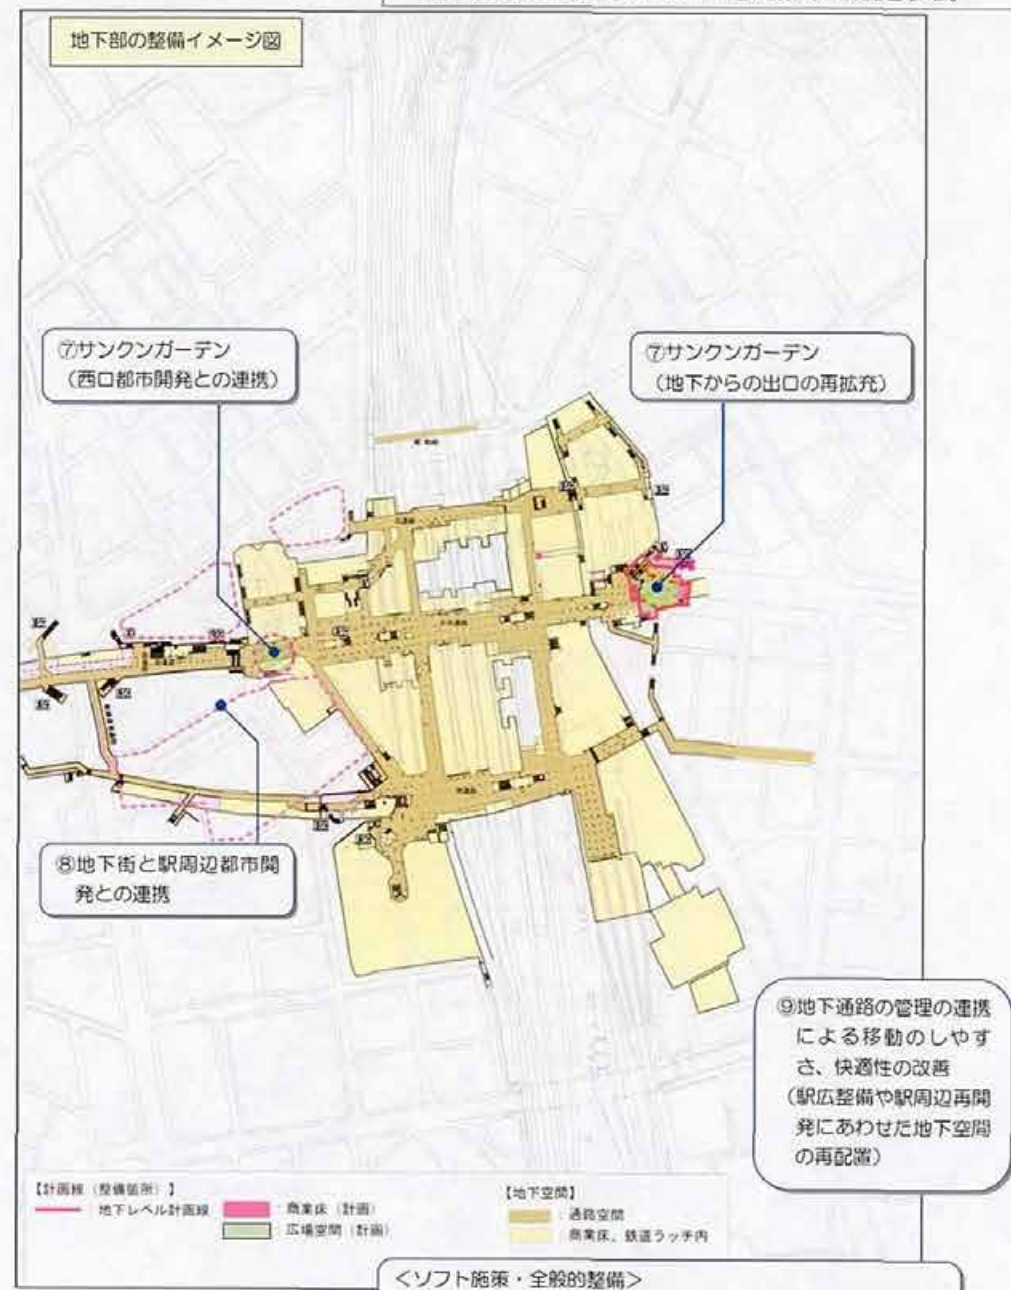 地下部の整備イメージ図
⑦サンクンガーデン
（西口都市開発との連携）
⑦サンクンガーデン
（地下からの出口の再拡充）
⑧地下街と駅周辺都市開
発との連携
⑨地下通路の管理の連携
による移動のしやす
さ、快適性の改善
（駅広整備や駅周辺再開
発にあわせた地下空間
の再配置）
【計画線（整備箇所）】
：地下レベル計画線
：商業床（計画）
：広場空間（計画）
【地下空間】
：通路空間
：商業床、鉄道ラッチ内
＜ソフト施策・全般的整備＞